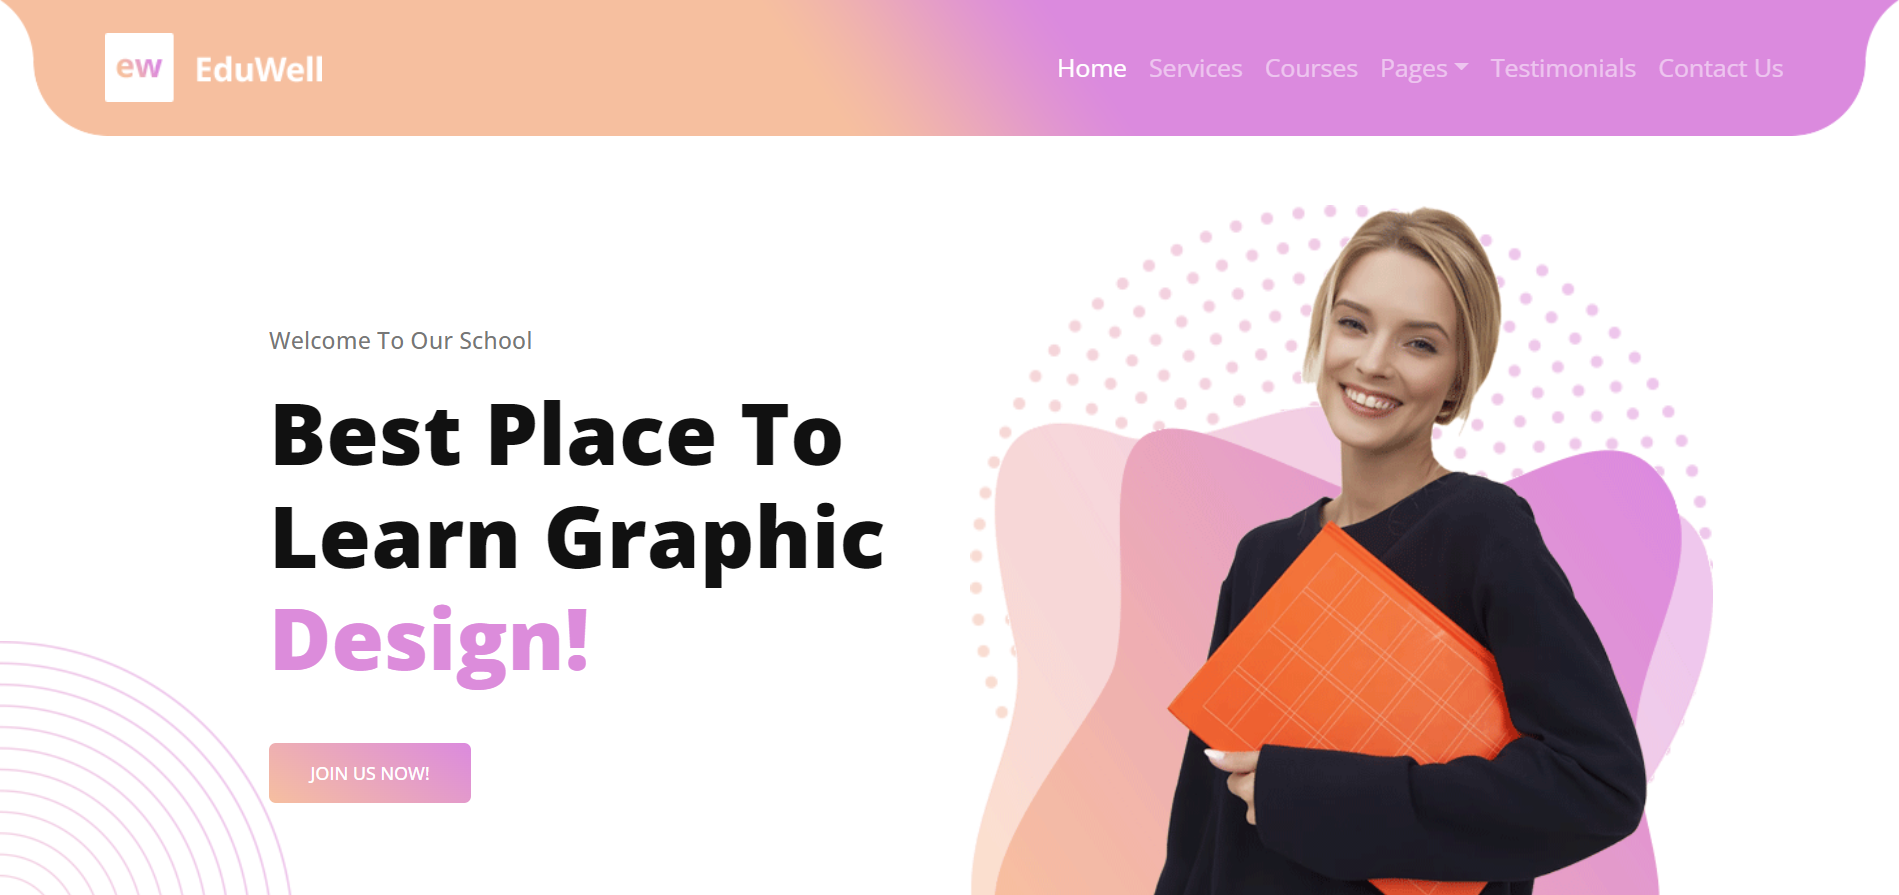 ew EduWell
Home Services Courses Pages Testimonials Contact Us
Welcome To Our School
Best Place To
Learn Graphic
Design!
JOIN US NOW!